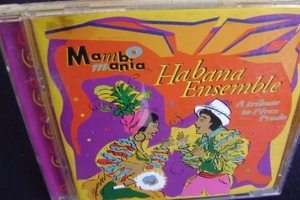 Mambo
mania
Habana
Ensemble
A tribute
to Pérez
Prado